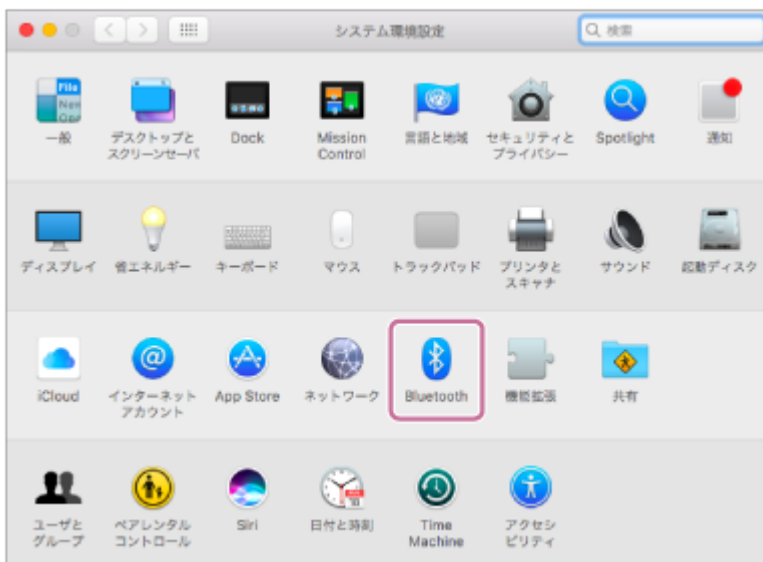 システム環境設定
検索
一般
デスクトップと
スクリーンセーバ
Dock
Mission
Control
言語と地域
セキュリティと
プライバシー
Spotlight
通知
ディスプレイ
省エネルギー
キーボード
マウス
トラックパッド
プリンタと
スキャナ
サウンド
起動ディスク
iCloud
インターネット
アカウント
App Store
ネットワーク
Bluetooth
機能拡張
共有
ユーザと
グループ
ペアレンタル
コントロール
Siri
日付と時刻
Time
Machine
アクセシ
ビリティ